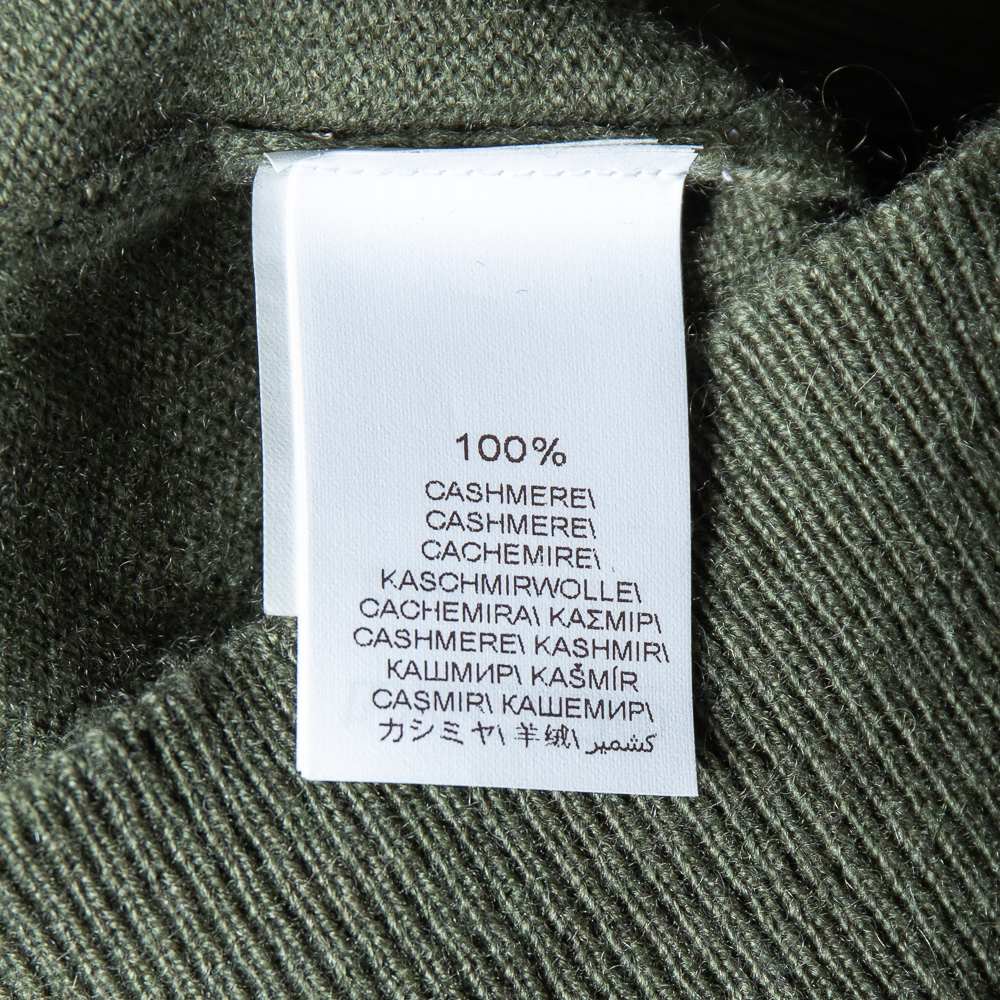 100%
CASHMERE\
CASHMERE\
CACHEMIRE\
KASCHMIRWOLLE\
CACHEMIRA\ ΚΑΣΜΙΡ\
CASHMERE\ KASHMIR\
КАШМИР\ KAŠMÍR
CAŞMIR\ КАШЕМИР\
カシミヤ\ 羊绒\ كشمير